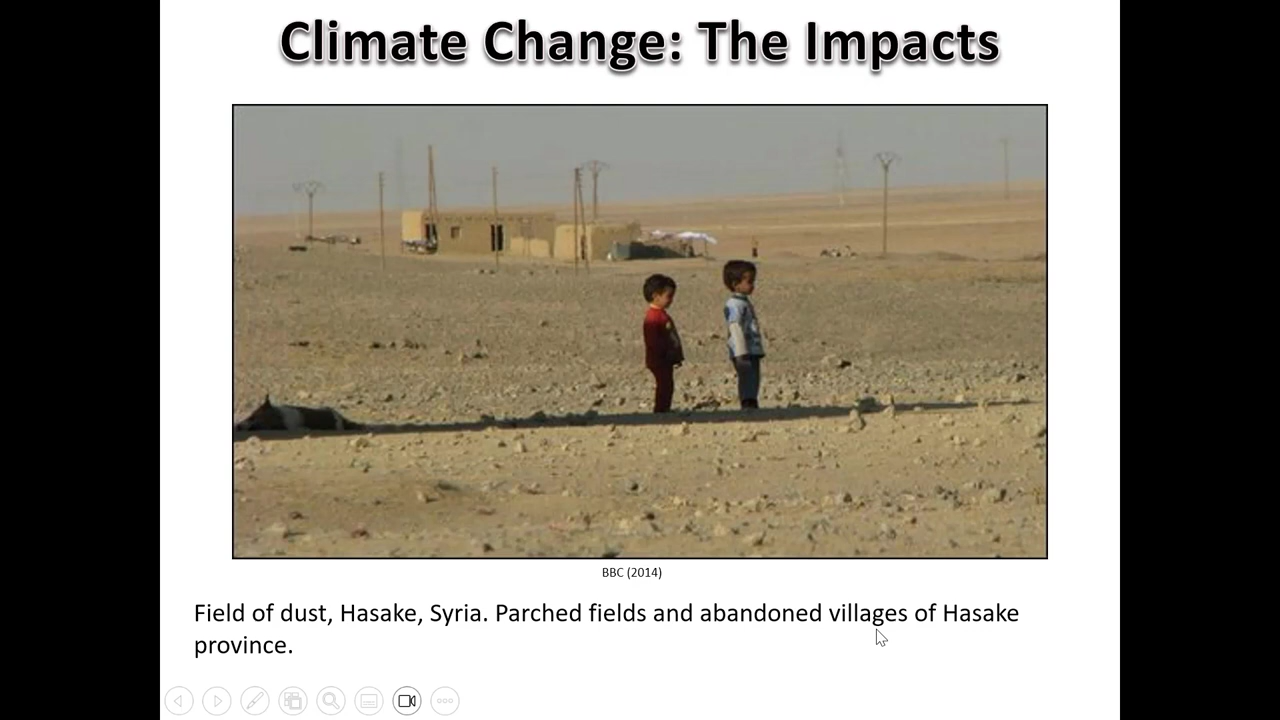 Climate Change: The Impacts
BBC (2014)
Field of dust, Hasake, Syria. Parched fields and abandoned villages of Hasake
province.